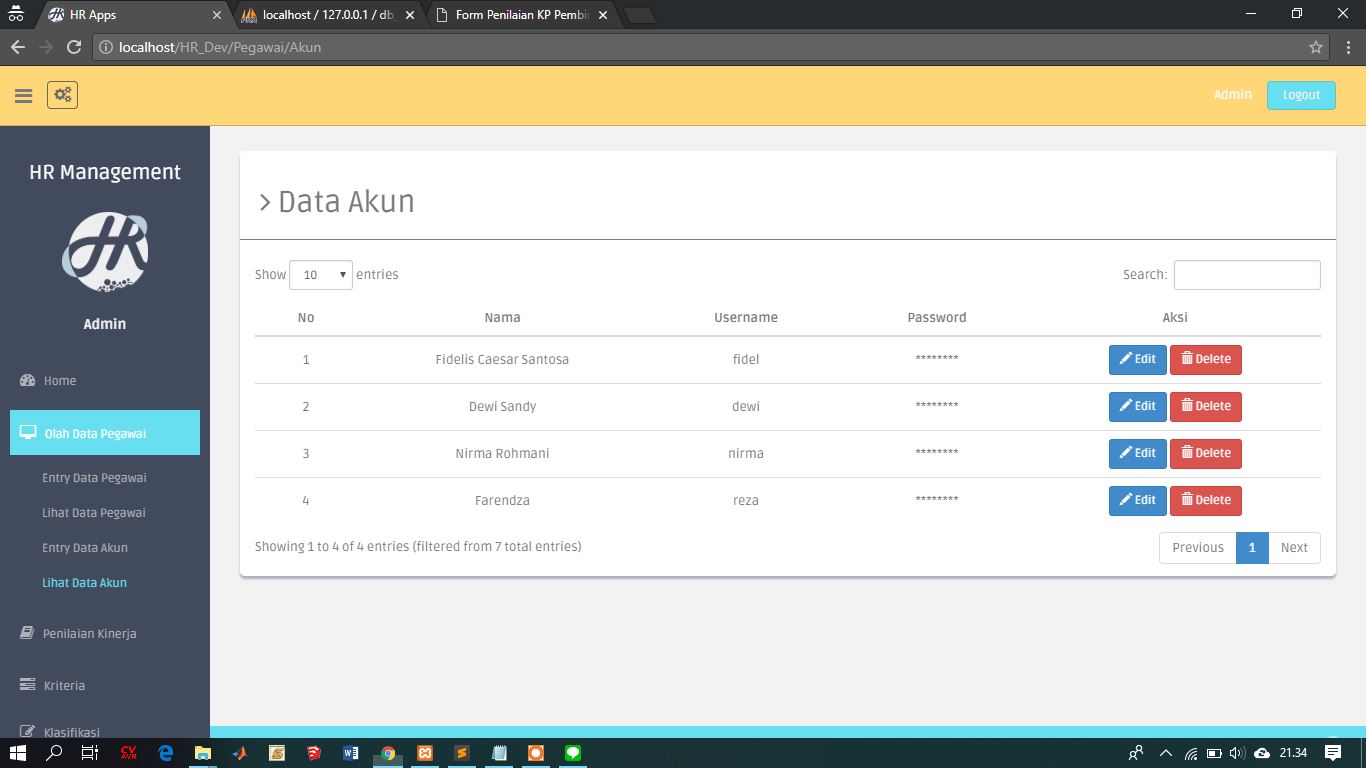 HR Apps
localhost / 127.0.0.1 / db_
Form Penilaian KP Pembi
localhost/HR_Dev/Pegawai/Akun
Admin Logout
HR Management
HR
Admin
Home
Olah Data Pegawai
Entry Data Pegawai
Lihat Data Pegawai
Entry Data Akun
Lihat Data Akun
Penilaian Kinerja
Kriteria
Klasifikasi
> Data Akun
Show 10 entries Search:
No Nama Username Password Aksi
1 Fidelis Caesar Santosa fidel ******** Edit Delete
2 Dewi Sandy dewi ******** Edit Delete
3 Nirma Rohmani nirma ******** Edit Delete
4 Farendza reza ******** Edit Delete
Showing 1 to 4 of 4 entries (filtered from 7 total entries) Previous 1 Next
CV
AVR
21.34